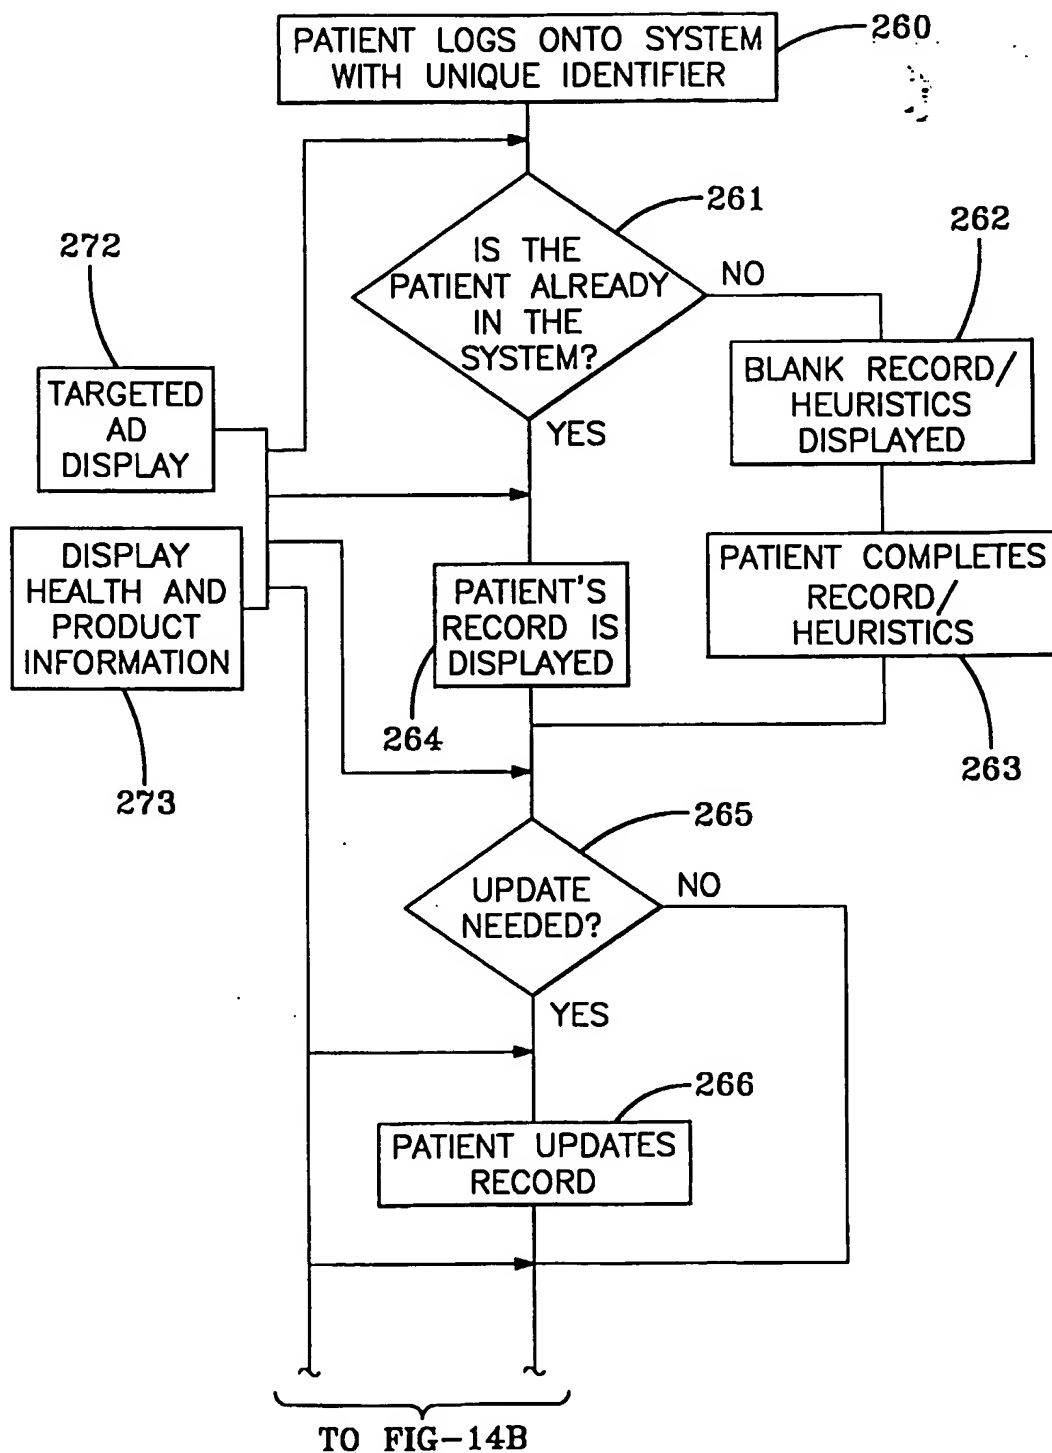 260
PATIENT LOGS ONTO SYSTEM
WITH UNIQUE IDENTIFIER
261
IS THE
PATIENT ALREADY
IN THE
SYSTEM?
NO
YES
262
BLANK RECORD/
HEURISTICS
DISPLAYED
272
TARGETED
AD
DISPLAY
DISPLAY
HEALTH AND
PRODUCT
INFORMATION
273
PATIENT'S
RECORD IS
DISPLAYED
264
PATIENT COMPLETES
RECORD/
HEURISTICS
263
265
UPDATE
NEEDED?
NO
YES
266
PATIENT UPDATES
RECORD
TO FIG-14B